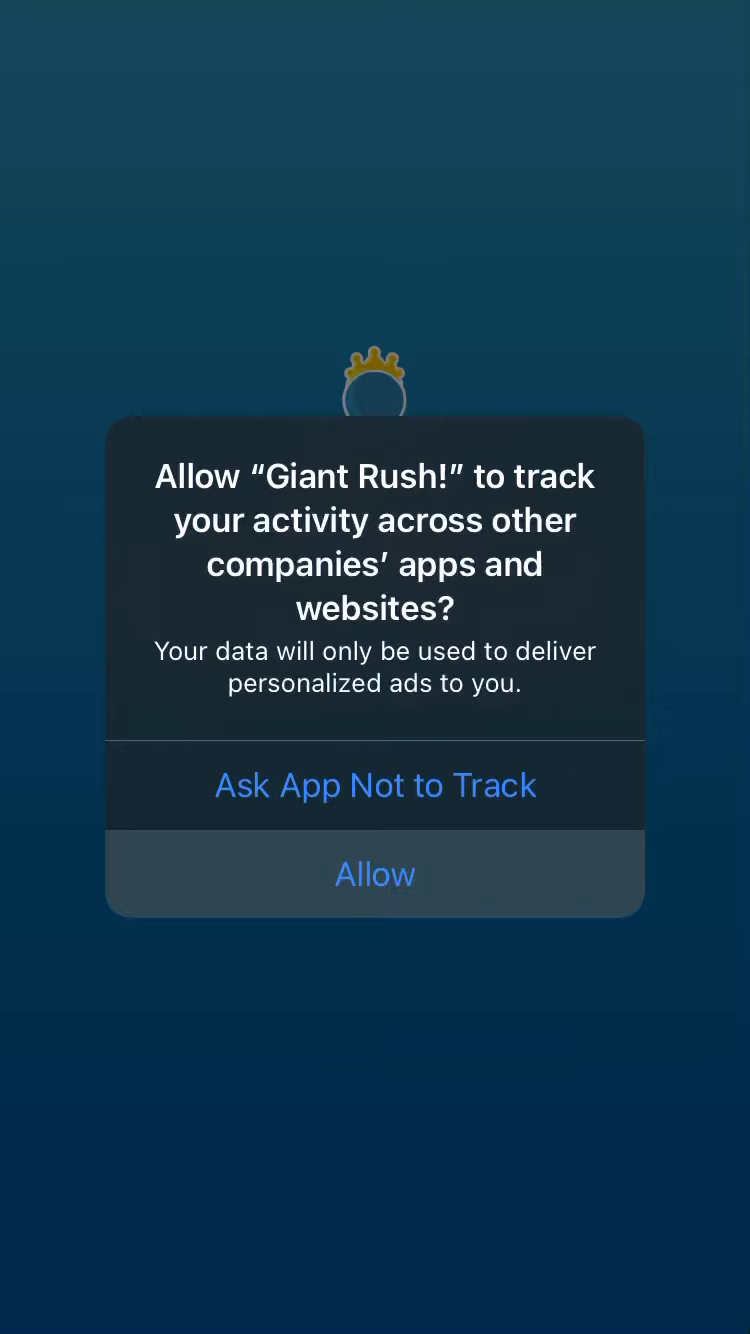 Allow “Giant Rush!” to track
your activity across other
companies’ apps and
websites?
Your data will only be used to deliver
personalized ads to you.
Ask App Not to Track
Allow